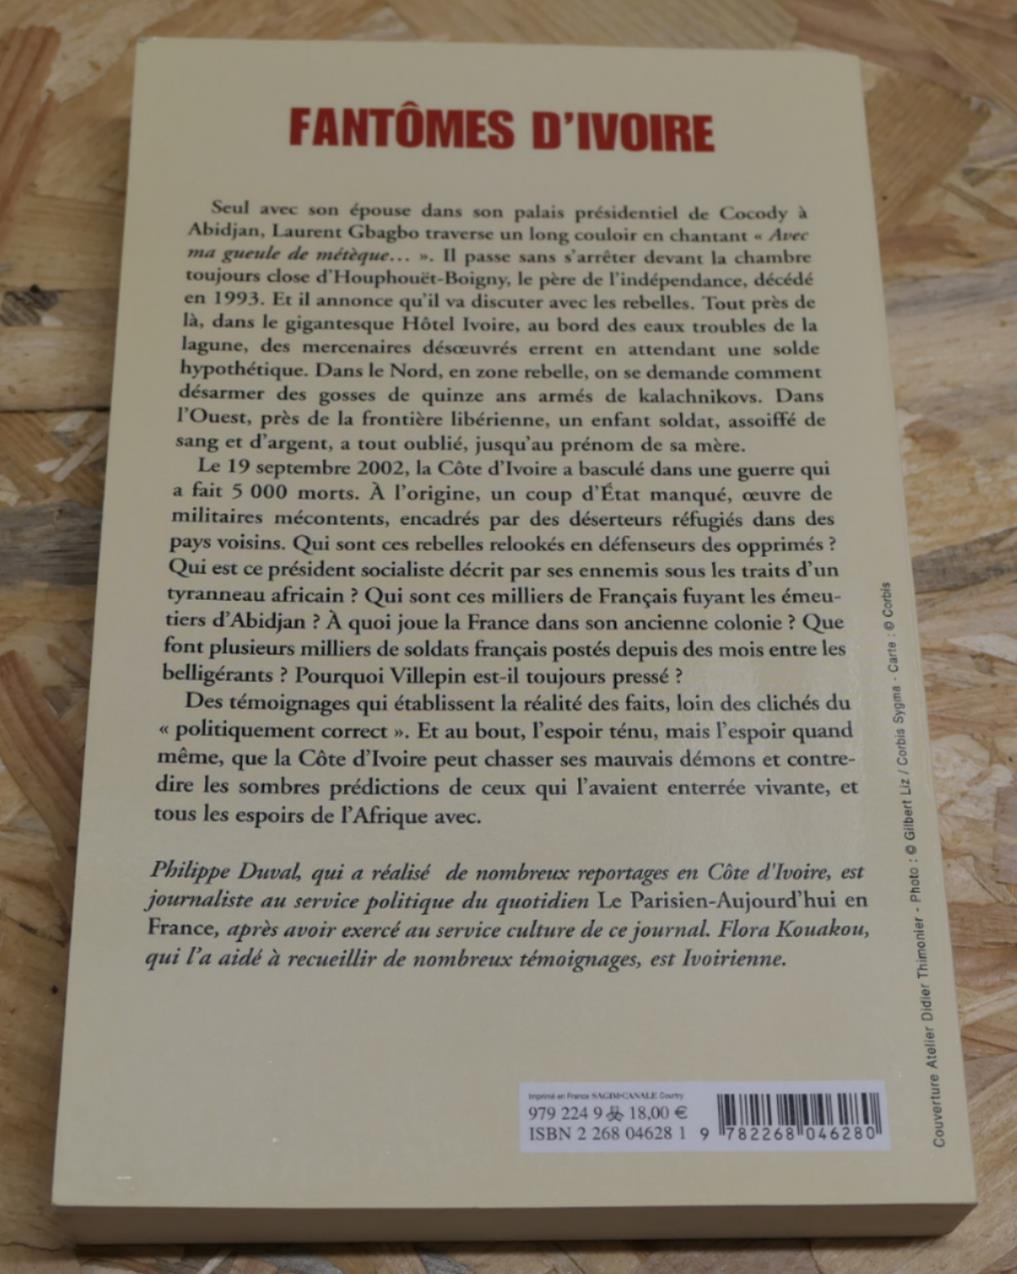 FANTÔMES D'IVOIRE
Seul avec son épouse dans son palais présidentiel de Cocody à
Abidjan, Laurent Gbagbo traverse un long couloir en chantant « Avec
ma gueule de métèque… ». Il passe sans s'arrêter devant la chambre
toujours close d'Houphouët-Boigny, le père de l'indépendance, décédé
en 1993. Et il annonce qu'il va discuter avec les rebelles. Tout près de
là, dans le gigantesque Hôtel Ivoire, au bord des eaux troubles de la
lagune, des mercenaires désœuvrés errent en attendant une solde
hypothétique. Dans le Nord, en zone rebelle, on se demande comment
désarmer des gosses de quinze ans armés de kalachnikovs. Dans
l'Ouest, près de la frontière libérienne, un enfant soldat, assoiffé de
sang et d'argent, a tout oublié, jusqu'au prénom de sa mère.
Le 19 septembre 2002, la Côte d'Ivoire a basculé dans une guerre qui
a fait 5 000 morts. À l'origine, un coup d'État manqué, œuvre de
militaires mécontents, encadrés par des déserteurs réfugiés dans des
pays voisins. Qui sont ces rebelles relookés en défenseurs des opprimés ?
Qui est ce président socialiste décrit par ses ennemis sous les traits d'un
tyranneau africain ? Qui sont ces milliers de Français fuyant les émeu-
tiers d'Abidjan ? À quoi joue la France dans son ancienne colonie ? Que
font plusieurs milliers de soldats français postés depuis des mois entre les
belligérants ? Pourquoi Villepin est-il toujours pressé ?
Des témoignages qui établissent la réalité des faits, loin des clichés du
« politiquement correct ». Et au bout, l'espoir ténu, mais l'espoir quand
même, que la Côte d'Ivoire peut chasser ses mauvais démons et contre-
dire les sombres prédictions de ceux qui l'avaient enterrée vivante, et
tous les espoirs de l'Afrique avec.
Philippe Duval, qui a réalisé de nombreux reportages en Côte d'Ivoire, est
journaliste au service politique du quotidien Le Parisien-Aujourd'hui en
France, après avoir exercé au service culture de ce journal. Flora Kouakou,
qui l'a aidé à recueillir de nombreux témoignages, est Ivoirienne.
Couverture Atelier Didier Thimonier - Photo : © Gilbert Liz / Corbis Sygma - Carte : © Corbis
Imprimé en France SAGIM•CANALE Courtry
979 224 9 18,00 €
ISBN 2 268 04628 1
9 782268 046280